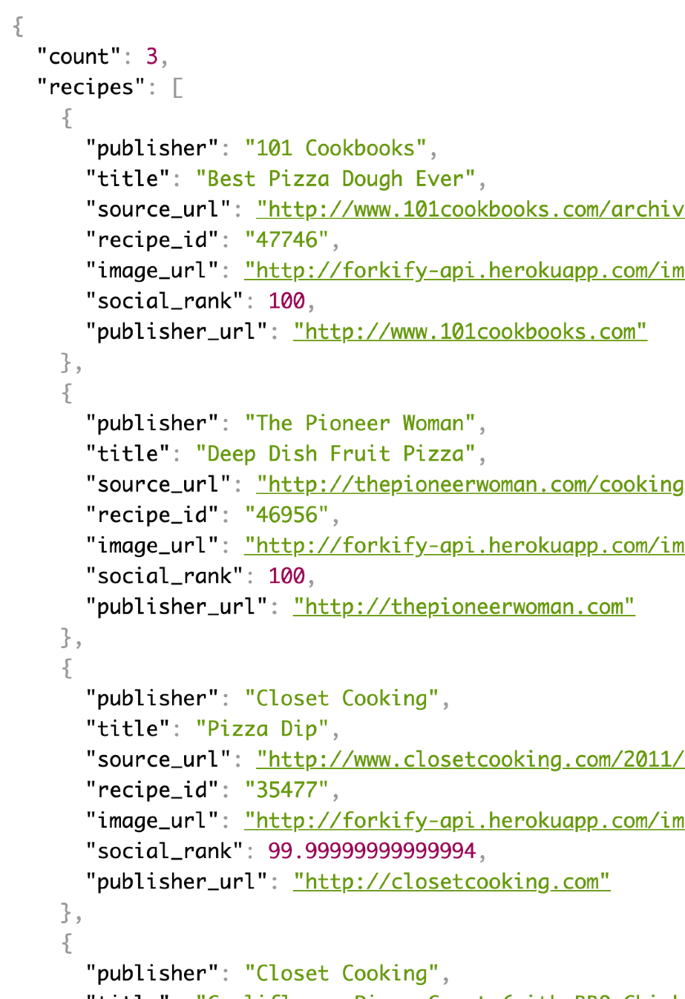 {
"count": 3,
"recipes": [
{
"publisher": "101 Cookbooks",
"title": "Best Pizza Dough Ever",
"source_url": "http://www.101cookbooks.com/archiv
"recipe_id": "47746",
"image_url": "http://forkify-api.herokuapp.com/im
"social_rank": 100,
"publisher_url": "http://www.101cookbooks.com"
},
{
"publisher": "The Pioneer Woman",
"title": "Deep Dish Fruit Pizza",
"source_url": "http://thepioneerwoman.com/cooking
"recipe_id": "46956",
"image_url": "http://forkify-api.herokuapp.com/im
"social_rank": 100,
"publisher_url": "http://thepioneerwoman.com"
},
{
"publisher": "Closet Cooking",
"title": "Pizza Dip",
"source_url": "http://www.closetcooking.com/2011/
"recipe_id": "35477",
"image_url": "http://forkify-api.herokuapp.com/im
"social_rank": 99.99999999999994,
"publisher_url": "http://closetcooking.com"
},
{
"publisher": "Closet Cooking",